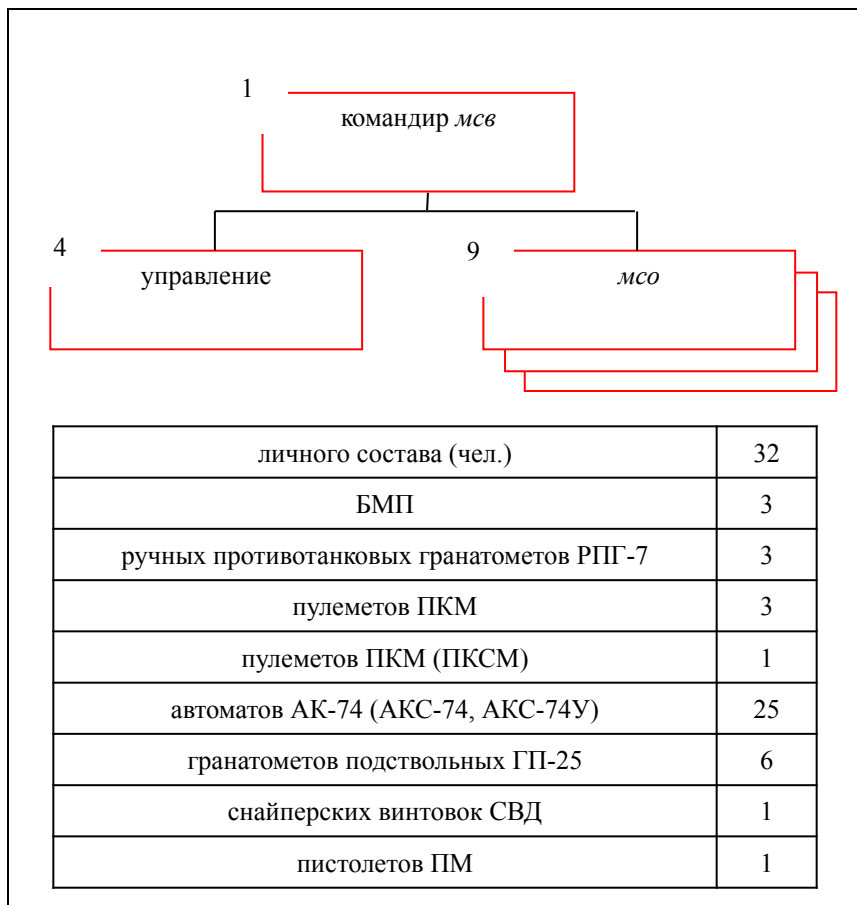 1
командир мсв
4
управление
9
мсо
личного состава (чел.) 32
БМП 3
ручных противотанковых гранатометов РПГ-7 3
пулеметов ПКМ 3
пулеметов ПКМ (ПКСМ) 1
автоматов АК-74 (АКС-74, АКС-74У) 25
гранатометов подствольных ГП-25 6
снайперских винтовок СВД 1
пистолетов ПМ 1